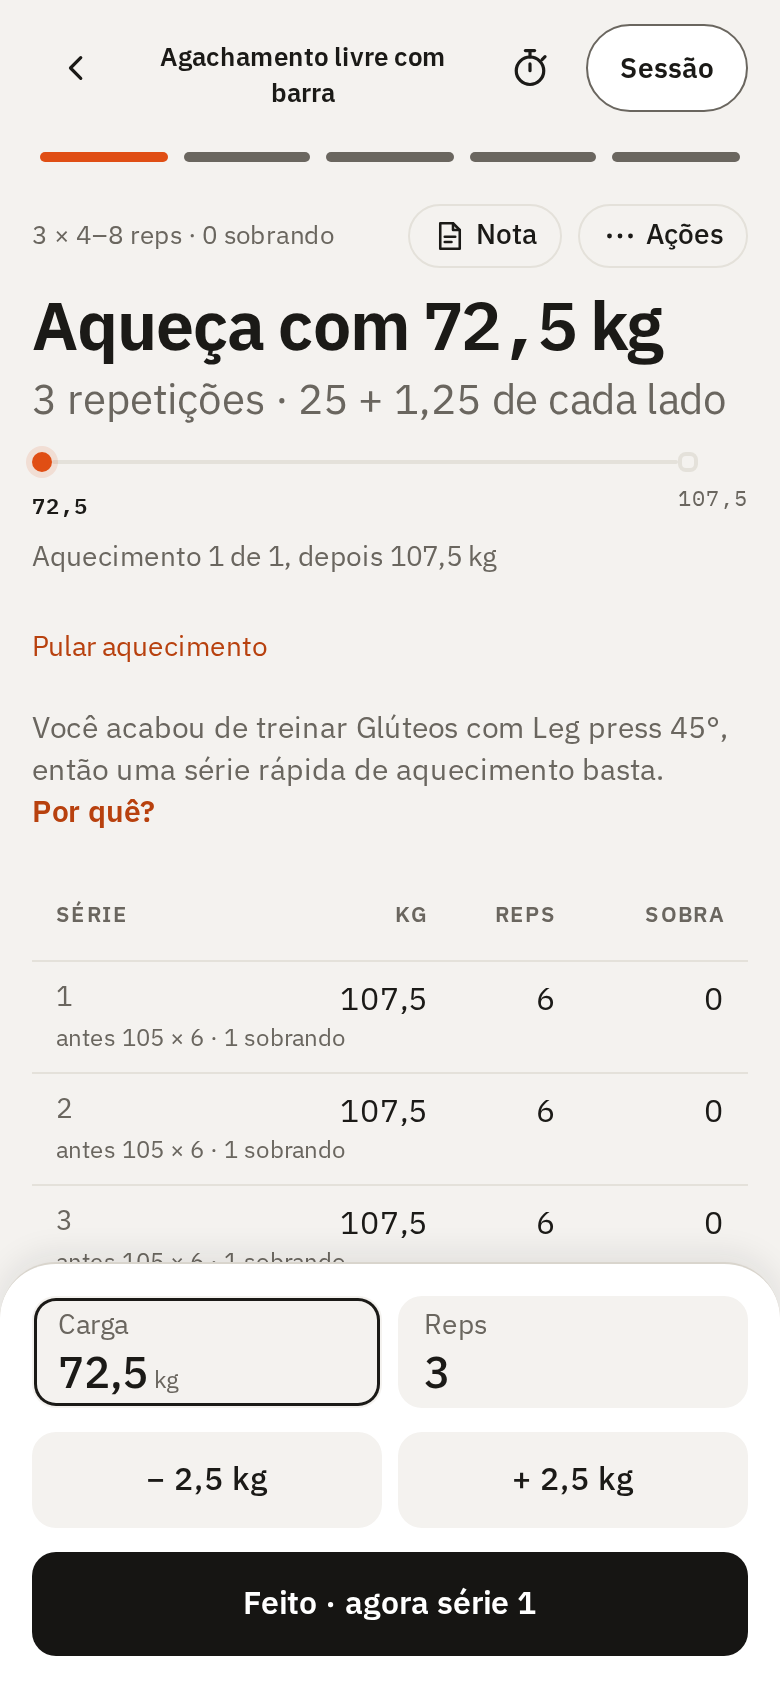 Agachamento livre com
barra
Sessão
3 × 4–8 reps · 0 sobrando
Nota
Ações
Aqueça com 72,5 kg
3 repetições · 25 + 1,25 de cada lado
72,5
107,5
Aquecimento 1 de 1, depois 107,5 kg
Pular aquecimento
Você acabou de treinar Glúteos com Leg press 45°,
então uma série rápida de aquecimento basta.
Por quê?
SÉRIE KG REPS SOBRA
1 107,5 6 0
antes 105 × 6 · 1 sobrando
2 107,5 6 0
antes 105 × 6 · 1 sobrando
3 107,5 6 0
antes 105 × 6 · 1 sobrando
Carga
72,5 kg
Reps
3
− 2,5 kg
+ 2,5 kg
Feito · agora série 1